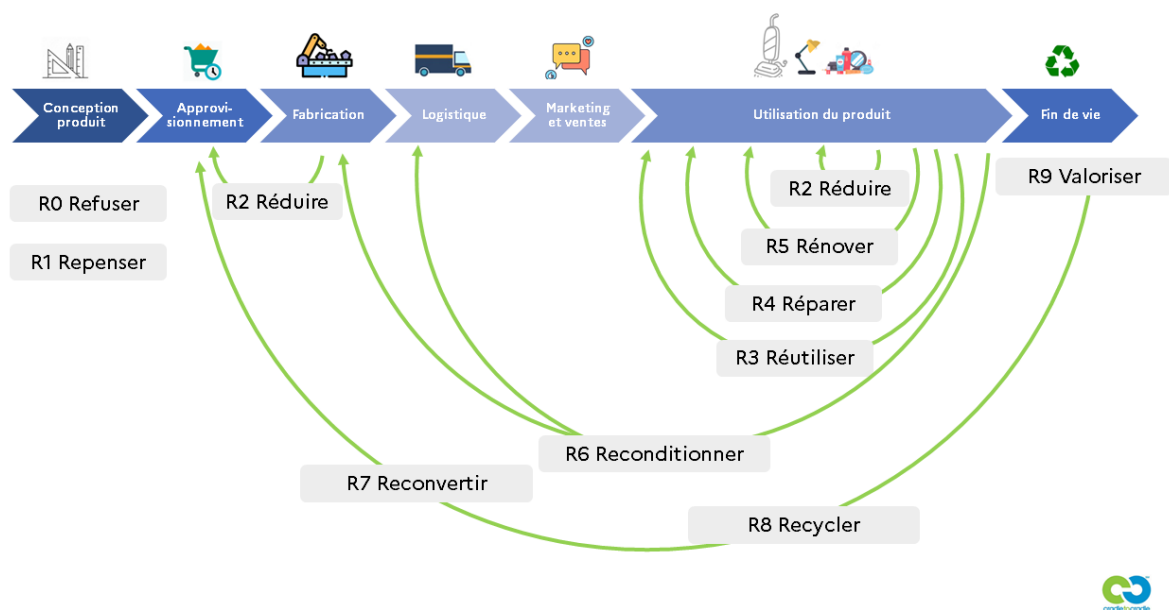 Conception
produit
Approvi-
sionnement
Fabrication
Logistique
Marketing
et ventes
Utilisation du produit
Fin de vie
R0 Refuser
R1 Repenser
R2 Réduire
R2 Réduire
R9 Valoriser
R5 Rénover
R4 Réparer
R3 Réutiliser
R6 Reconditionner
R7 Reconvertir
R8 Recycler
cradletocradle